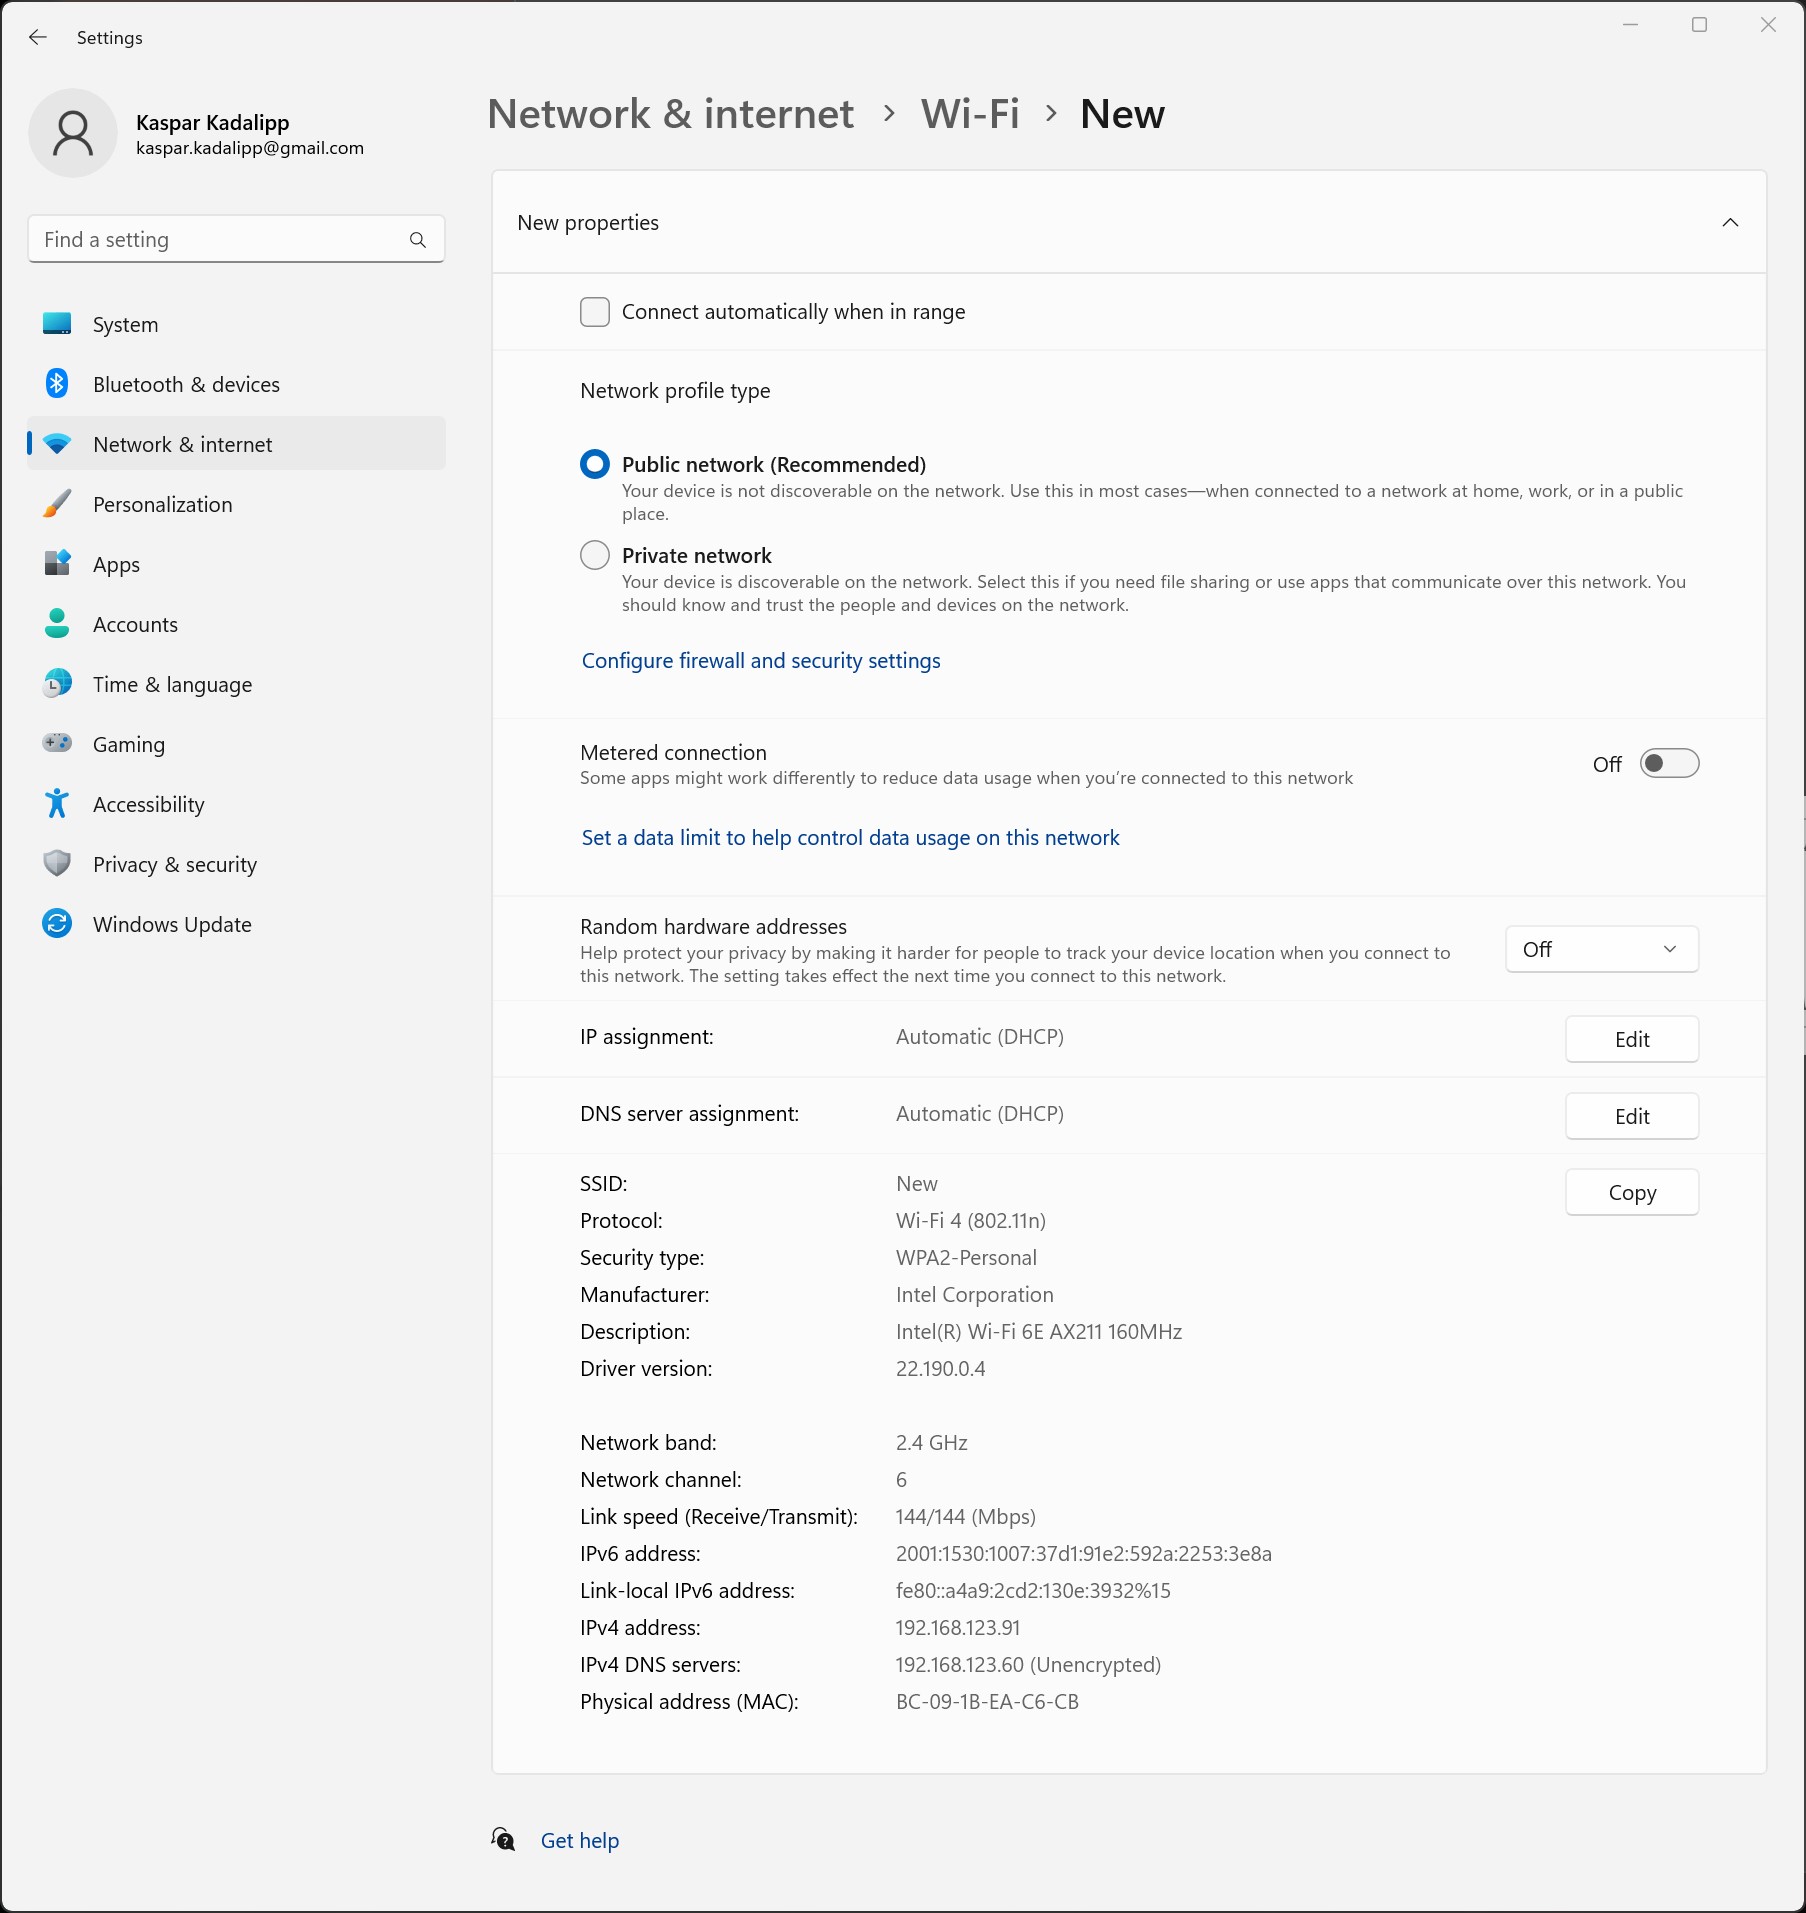 Settings
Kaspar Kadalipp
kaspar.kadalipp@gmail.com
Find a setting
System
Bluetooth & devices
Network & internet
Personalization
Apps
Accounts
Time & language
Gaming
Accessibility
Privacy & security
Windows Update
Network & internet › Wi-Fi › New
New properties
Connect automatically when in range
Network profile type
Public network (Recommended)
Your device is not discoverable on the network. Use this in most cases—when connected to a network at home, work, or in a public
place.
Private network
Your device is discoverable on the network. Select this if you need file sharing or use apps that communicate over this network. You
should know and trust the people and devices on the network.
Configure firewall and security settings
Metered connection
Some apps might work differently to reduce data usage when you're connected to this network
Off
Set a data limit to help control data usage on this network
Random hardware addresses
Help protect your privacy by making it harder for people to track your device location when you connect to
this network. The setting takes effect the next time you connect to this network.
Off
IP assignment: Automatic (DHCP) Edit
DNS server assignment: Automatic (DHCP) Edit
SSID: New Copy
Protocol: Wi-Fi 4 (802.11n)
Security type: WPA2-Personal
Manufacturer: Intel Corporation
Description: Intel(R) Wi-Fi 6E AX211 160MHz
Driver version: 22.190.0.4
Network band: 2.4 GHz
Network channel: 6
Link speed (Receive/Transmit): 144/144 (Mbps)
IPv6 address: 2001:1530:1007:37d1:91e2:592a:2253:3e8a
Link-local IPv6 address: fe80::a4a9:2cd2:130e:3932%15
IPv4 address: 192.168.123.91
IPv4 DNS servers: 192.168.123.60 (Unencrypted)
Physical address (MAC): BC-09-1B-EA-C6-CB
Get help